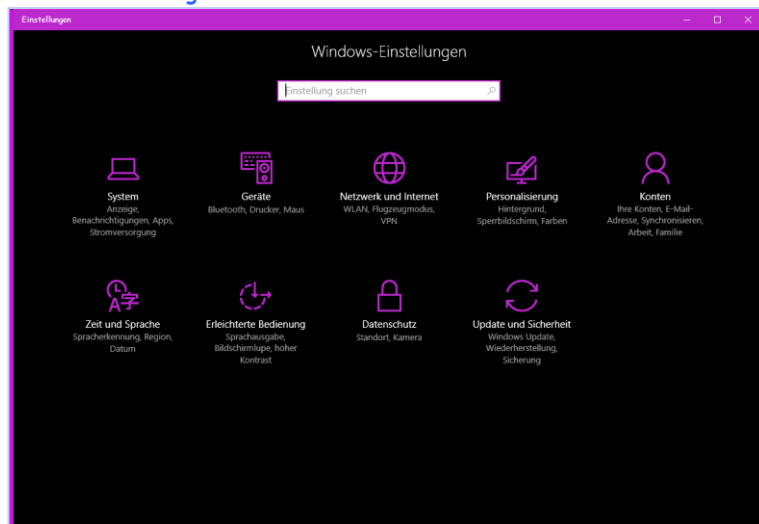 Einstellungen
Windows-Einstellungen
Einstellung suchen
System
Anzeige,
Benachrichtigungen, Apps,
Stromversorgung
Geräte
Bluetooth, Drucker, Maus
Netzwerk und Internet
WLAN, Flugzeugmodus,
VPN
Personalisierung
Hintergrund,
Sperrbildschirm, Farben
Konten
Ihre Konten, E-Mail-
Adresse, Synchronisieren,
Arbeit, Familie
Zeit und Sprache
Spracherkennung, Region,
Datum
Erleichterte Bedienung
Sprachausgabe,
Bildschirmlupe, hoher
Kontrast
Datenschutz
Standort, Kamera
Update und Sicherheit
Windows Update,
Wiederherstellung,
Sicherung